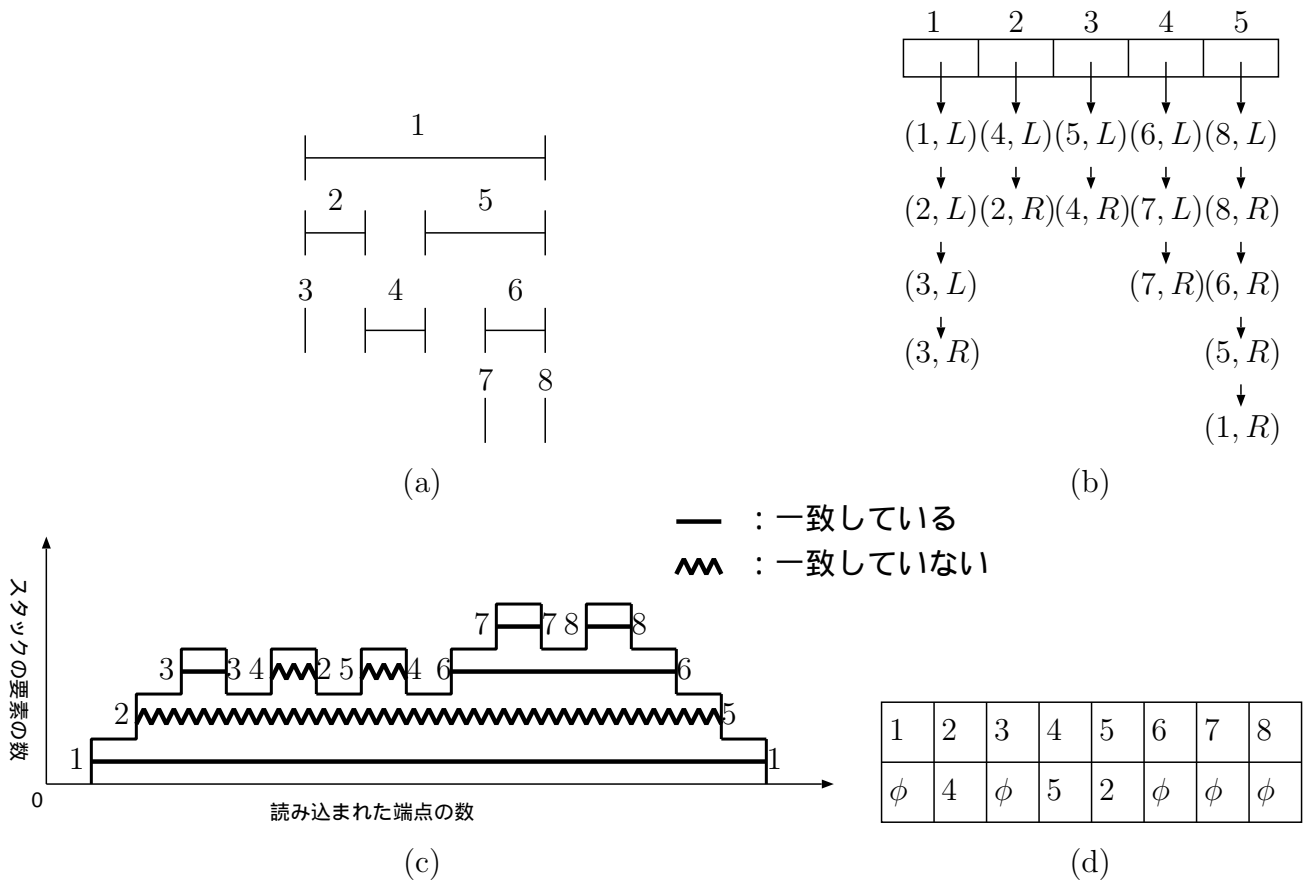 1
2 5
3 4 6
7 8
(a)
1 2 3 4 5
(1, L)(4, L)(5, L)(6, L)(8, L)
(2, L)(2, R)(4, R)(7, L)(8, R)
(3, L) (7, R)(6, R)
(3, R) (5, R)
(1, R)
(b)
：一致している
：一致していない
スタックの要素の数
7 7 8 8
3 3 4 2 5 4 6 6
2 5
1 1
0
読み込まれた端点の数
(c)
1 2 3 4 5 6 7 8
ϕ 4 ϕ 5 2 ϕ ϕ ϕ
(d)